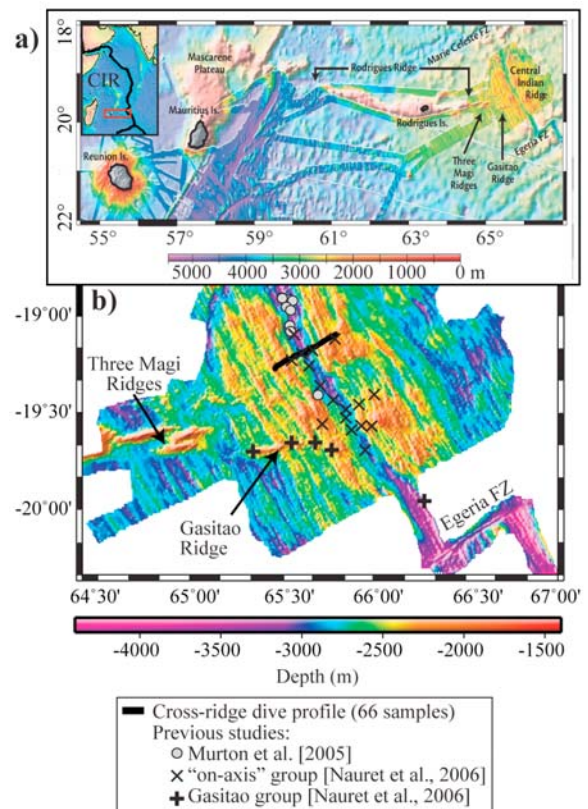 a)
18°
20°
22°
CIR
Mascarene
Plateau
Mauritius Is.
Reunion Is.
Rodrigues Ridge
Marie Celeste FZ
Rodrigues Is.
Central
Indian
Ridge
Egeria FZ
Three
Magi
Ridges
Gasitao
Ridge
55° 57° 59° 61° 63° 65°
5000 4000 3000 2000 1000 0 m
b)
-19°00'
-19°30'
-20°00'
Three Magi
Ridges
Gasitao
Ridge
Egeria FZ
64°30' 65°00' 65°30' 66°00' 66°30' 67°00'
-4000 -3500 -3000 -2500 -2000 -1500
Depth (m)
Cross-ridge dive profile (66 samples)
Previous studies:
Murton et al. [2005]
“on-axis” group [Nauret et al., 2006]
Gasitao group [Nauret et al., 2006]